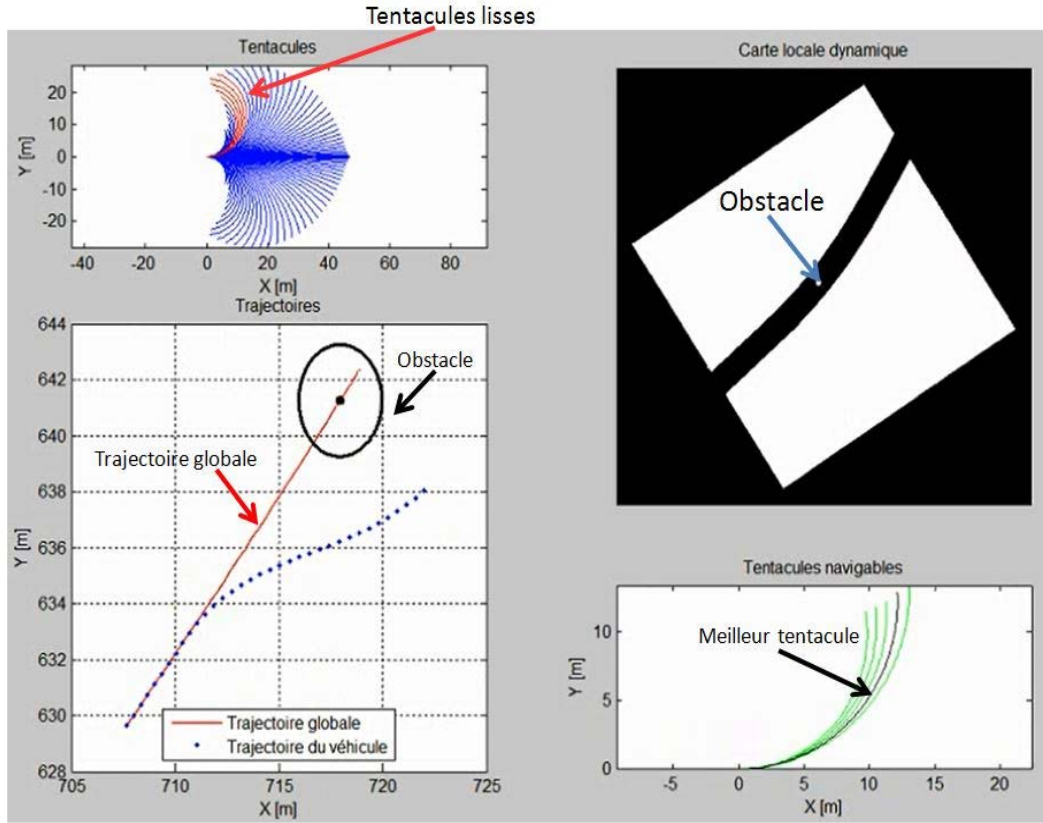 Tentacules lisses
Tentacules
20
10
0
-10
-20
Y [m]
-40 -20 0 20 40 60 80
X [m]
Carte locale dynamique
Obstacle
Trajectoires
644
642
640
638
636
634
632
630
628
Y [m]
Obstacle
Trajectoire globale
Trajectoire globale
Trajectoire du véhicule
705 710 715 720 725
X [m]
Tentacules navigables
Meilleur tentacule
10
5
0
Y [m]
-5 0 5 10 15 20
X [m]